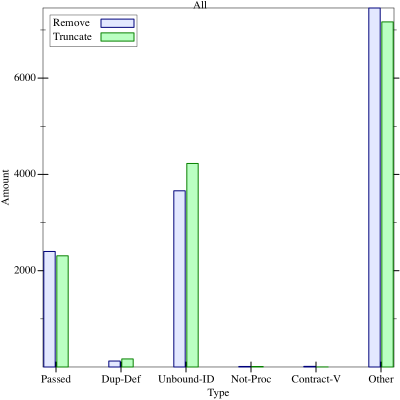 All
Remove
Truncate
6000
4000
2000
Amount
Passed Dup-Def Unbound-ID Not-Proc Contract-V Other
Type